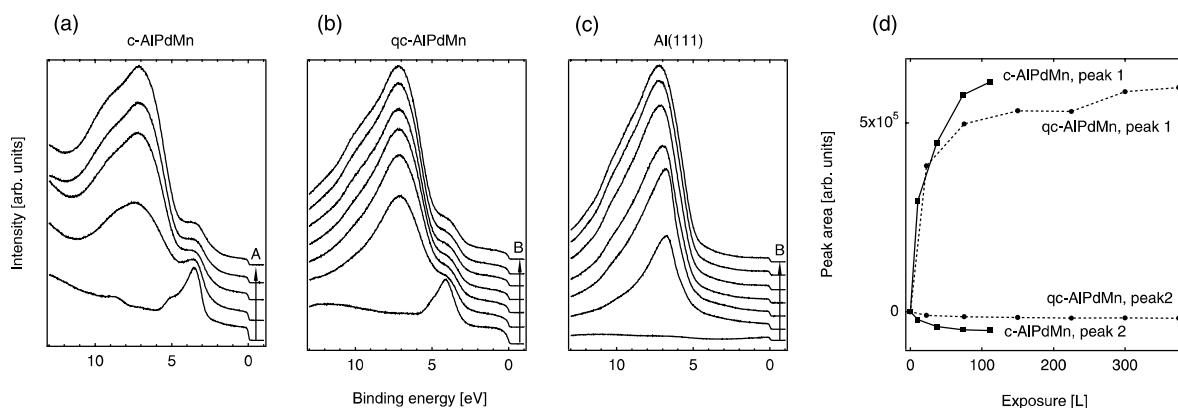 (a)
c-AlPdMn
Intensity [arb. units]
A
10
5
0
(b)
qc-AlPdMn
B
10
5
0
Binding energy [eV]
(c)
Al(111)
B
10
5
0
(d)
c-AlPdMn, peak 1
5x10⁵
qc-AlPdMn, peak 1
Peak area [arb. units]
qc-AlPdMn, peak2
0
c-AlPdMn, peak 2
0
100
200
300
Exposure [L]